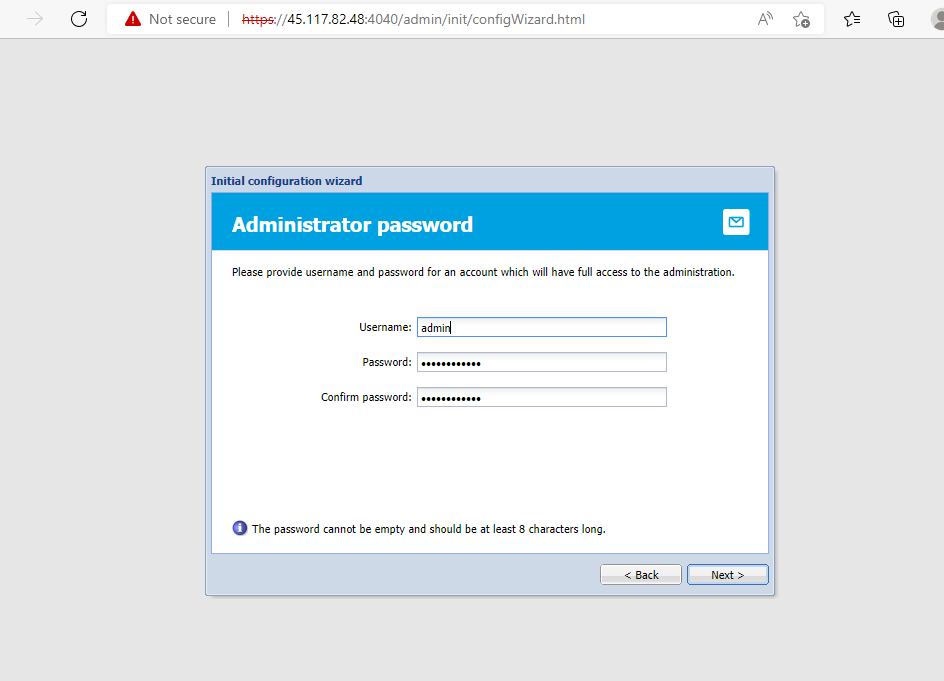 Not secure https://45.117.82.48:4040/admin/init/configWizard.html
Initial configuration wizard
Administrator password
Please provide username and password for an account which will have full access to the administration.
Username: admin
Password: ••••••••••••
Confirm password: ••••••••••••
The password cannot be empty and should be at least 8 characters long.
< Back Next >